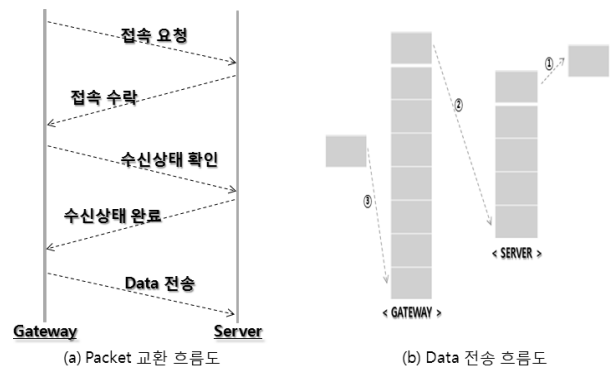 접속 요청
접속 수락
수신상태 확인
수신상태 완료
Data 전송
Gateway Server
(a) Packet 교환 흐름도
①
②
③
< SERVER >
< GATEWAY >
(b) Data 전송 흐름도